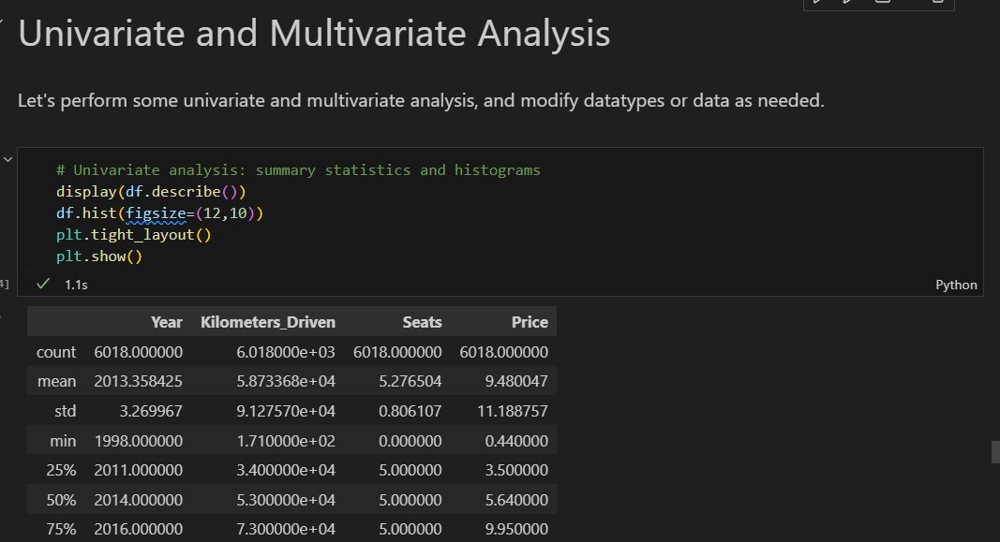 Univariate and Multivariate Analysis
Let's perform some univariate and multivariate analysis, and modify datatypes or data as needed.
# Univariate analysis: summary statistics and histograms
display(df.describe())
df.hist(figsize=(12,10))
plt.tight_layout()
plt.show()
4] 1.1s Python
Year Kilometers_Driven Seats Price
count 6018.000000 6.018000e+03 6018.000000 6018.000000
mean 2013.358425 5.873368e+04 5.276504 9.480047
std 3.269967 9.127570e+04 0.806107 11.188757
min 1998.000000 1.710000e+02 0.000000 0.440000
25% 2011.000000 3.400000e+04 5.000000 3.500000
50% 2014.000000 5.300000e+04 5.000000 5.640000
75% 2016.000000 7.300000e+04 5.000000 9.950000